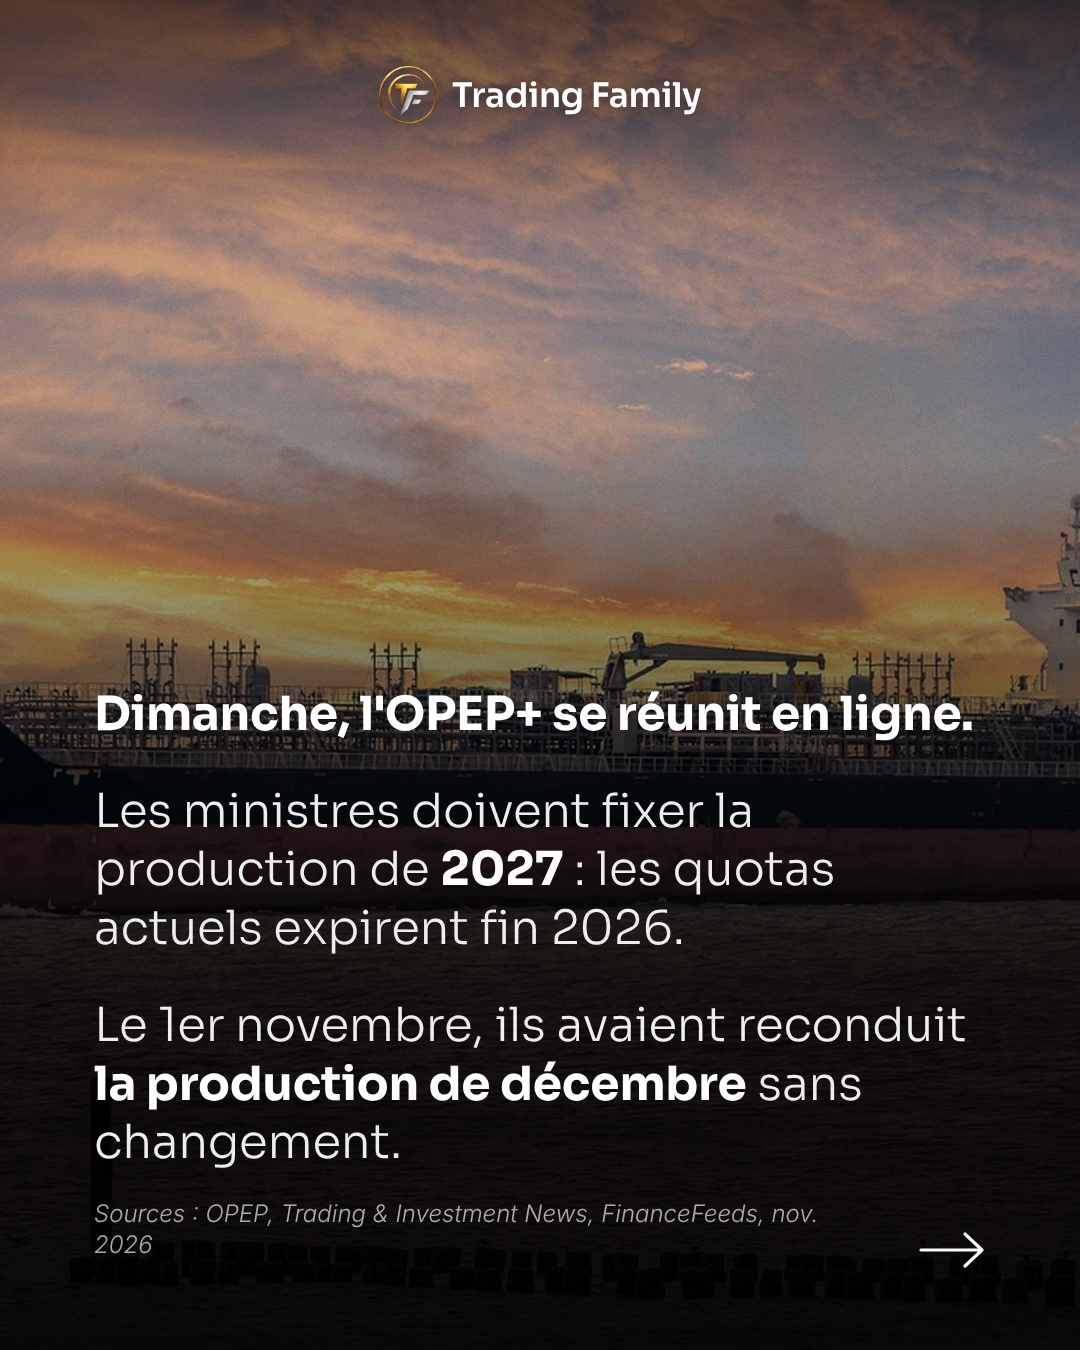 TF Trading Family
Dimanche, l'OPEP+ se réunit en ligne.
Les ministres doivent fixer la
production de 2027 : les quotas
actuels expirent fin 2026.
Le 1er novembre, ils avaient reconduit
la production de décembre sans
changement.
Sources : OPEP, Trading & Investment News, FinanceFeeds, nov.
2026